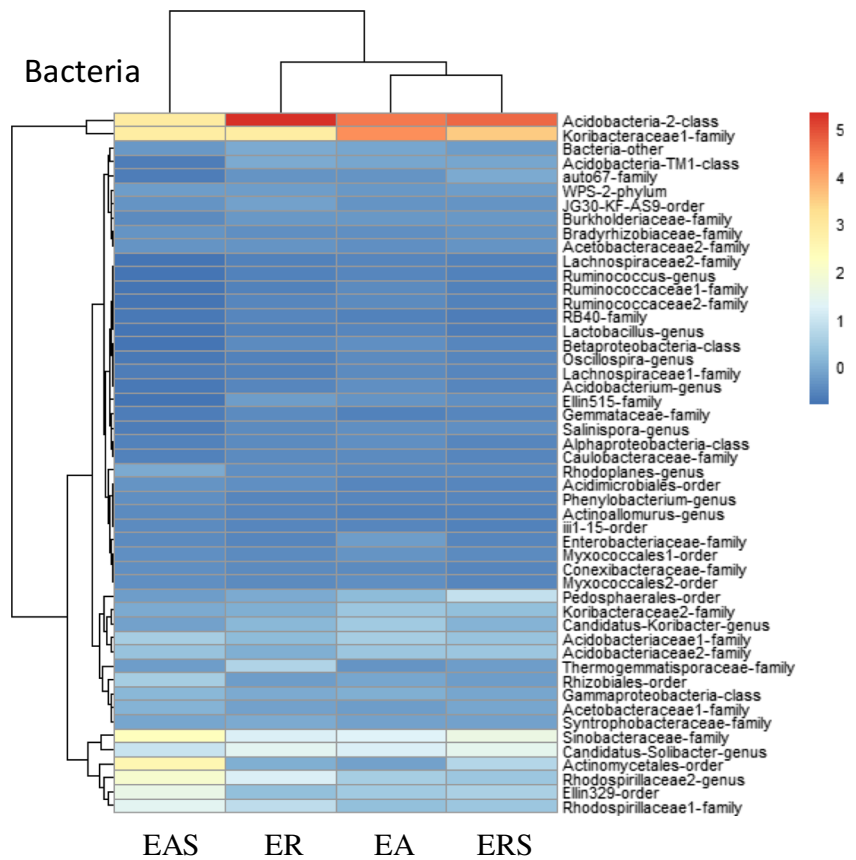 Bacteria
Acidobacteria-2-class
Koribacteraceae1-family
Bacteria-other
Acidobacteria-TM1-class
auto67-family
WPS-2-phylum
JG30-KF-AS9-order
Burkholderiaceae-family
Bradyrhizobiaceae-family
Acetobacteraceae2-family
Lachnospiraceae2-family
Ruminococcus-genus
Ruminococcaceae1-family
Ruminococcaceae2-family
RB40-family
Lactobacillus-genus
Betaproteobacteria-class
Oscillospira-genus
Lachnospiraceae1-family
Acidobacterium-genus
Ellin515-family
Gemmataceae-family
Salinispora-genus
Alphaproteobacteria-class
Caulobacteraceae-family
Rhodoplanes-genus
Acidimicrobiales-order
Phenylobacterium-genus
Actinoallomurus-genus
iii1-15-order
Enterobacteriaceae-family
Myxococcales1-order
Conexibacteraceae-family
Myxococcales2-order
Pedosphaerales-order
Koribacteraceae2-family
Candidatus-Koribacter-genus
Acidobacteriaceae1-family
Acidobacteriaceae2-family
Thermogemmatisporaceae-family
Rhizobiales-order
Gammaproteobacteria-class
Acetobacteraceae1-family
Syntrophobacteraceae-family
Sinobacteraceae-family
Candidatus-Solibacter-genus
Actinomycetales-order
Rhodospirillaceae2-genus
Ellin329-order
Rhodospirillaceae1-family
5
4
3
2
1
0
EAS ER EA ERS